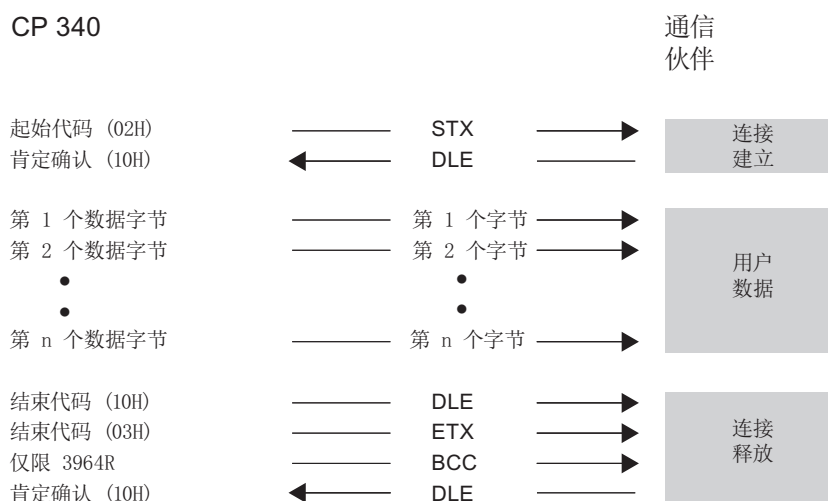 CP 340
通信
伙伴
起始代码 (02H) STX 连接
肯定确认 (10H) DLE 建立
第 1 个数据字节 第 1 个字节
第 2 个数据字节 第 2 个字节
用户
数据
第 n 个数据字节 第 n 个字节
结束代码 (10H) DLE
结束代码 (03H) ETX 连接
仅限 3964R BCC 释放
肯定确认 (10H) DLE